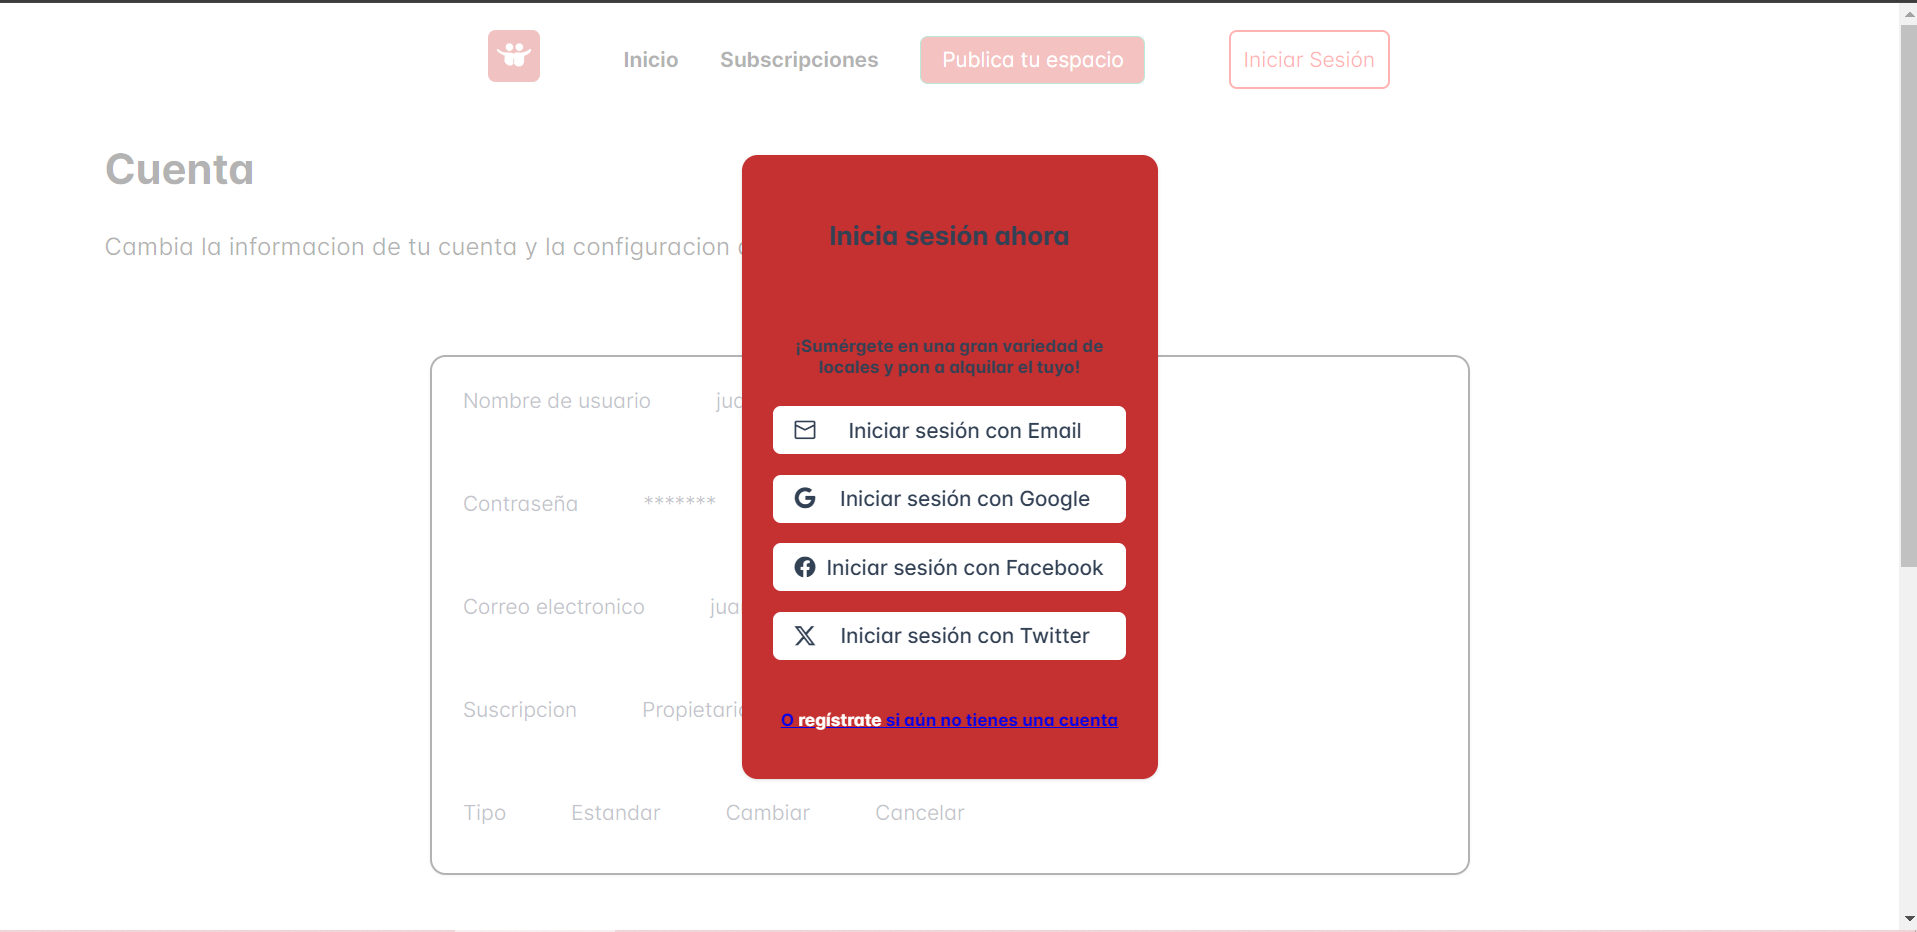 Inicio
Subscripciones
Publica tu espacio
Iniciar Sesión
Cuenta
Cambia la informacion de tu cuenta y la configuracion
Inicia sesión ahora
¡Sumérgete en una gran variedad de
locales y pon a alquilar el tuyo!
Iniciar sesión con Email
Iniciar sesión con Google
Iniciar sesión con Facebook
Iniciar sesión con Twitter
O regístrate si aún no tienes una cuenta
Nombre de usuario
Contraseña *******
Correo electronico
Suscripcion
Tipo Estandar Cambiar Cancelar